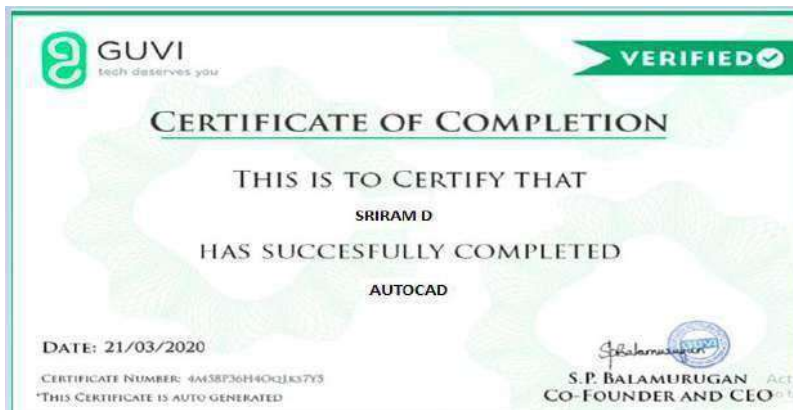 GUVI
tech deserves you
VERIFIED
CERTIFICATE OF COMPLETION
THIS IS TO CERTIFY THAT
SRIRAM D
HAS SUCCESFULLY COMPLETED
AUTOCAD
DATE: 21/03/2020
CERTIFICATE NUMBER:
*THIS CERTIFICATE IS AUTO GENERATED
S.P. BALAMURUGAN
CO-FOUNDER AND CEO